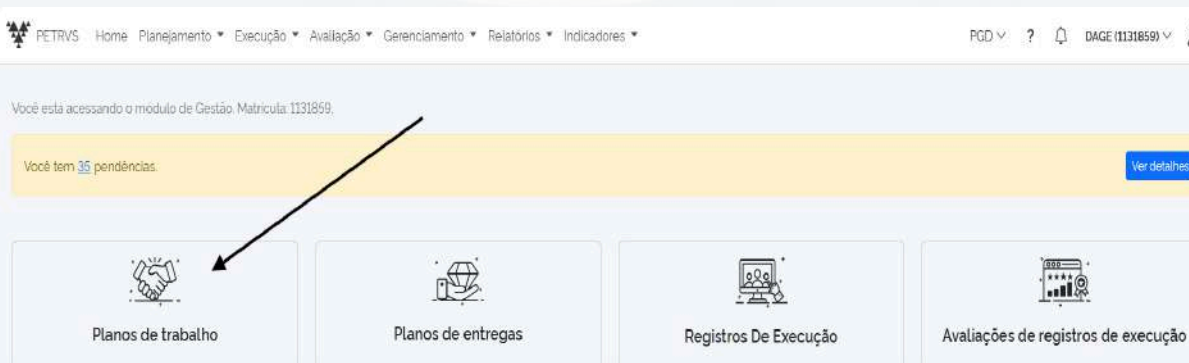 PETRVS Home Planejamento Execução Avaliação Gerenciamento Relatórios Indicadores PGD ? DAGE (1131859)
Você está acessando o módulo de Gestão. Matrícula: 1131859.
Você tem 35 pendências. Ver detalhes
Planos de trabalho Planos de entregas Registros De Execução Avaliações de registros de execução